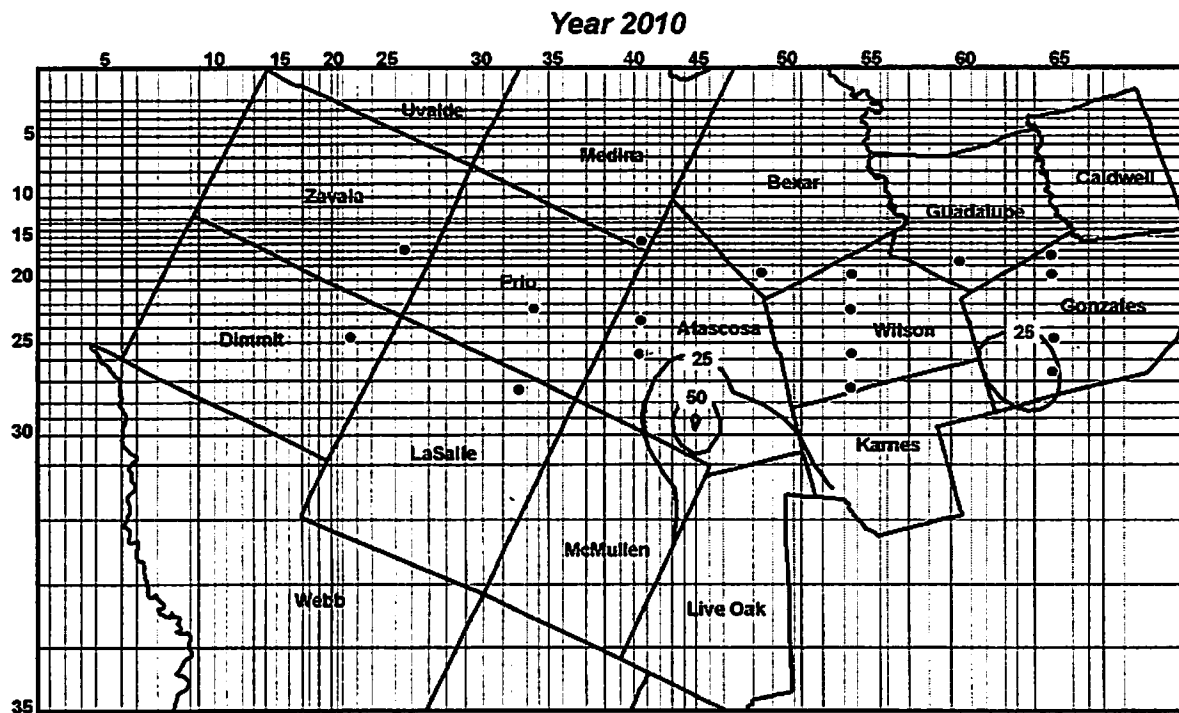 Year 2010
5 10 15 20 25 30 35 40 45 50 55 60 65
Uvalde
5
Medina
Bexar
Caldwell
10
Zavala
Guadalupe
15
20
Frio
Gonzales
Atascosa
Wilson
25
Dimmit
25
25
50
30
LaSalle
Karnes
McMullen
Webb
Live Oak
35